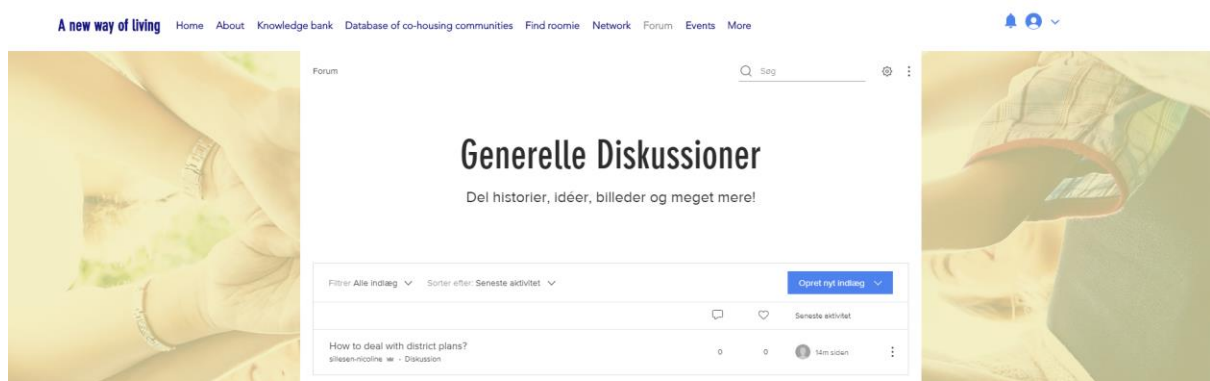 A new way of living Home About Knowledge bank Database of co-housing communities Find roomie Network Forum Events More
Forum Søg
Generelle Diskussioner
Del historier, idéer, billeder og meget mere!
Filtrer Alle indlæg Sorter efter: Seneste aktivitet Opret nyt indlæg
Seneste aktivitet
How to deal with district plans?
sillesen-nicoline - Diskussion 0 0 14m siden